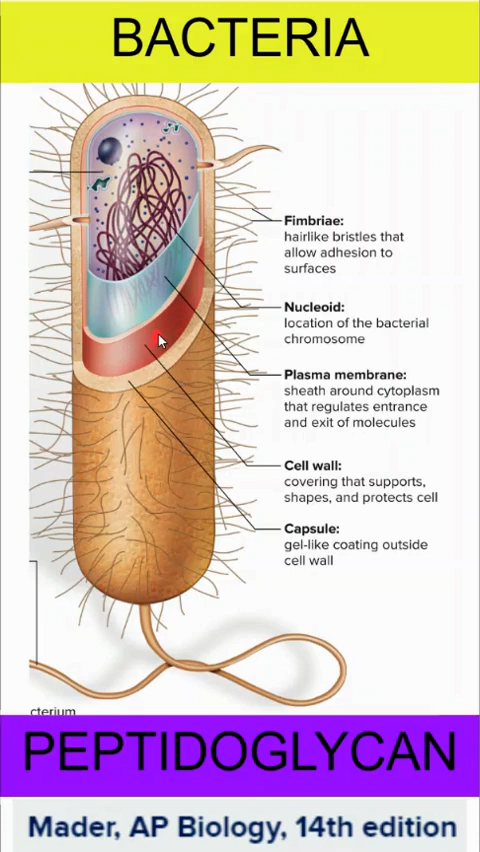 BACTERIA
Fimbriae:
hairlike bristles that
allow adhesion to
surfaces
Nucleoid:
location of the bacterial
chromosome
Plasma membrane:
sheath around cytoplasm
that regulates entrance
and exit of molecules
Cell wall:
covering that supports,
shapes, and protects cell
Capsule:
gel-like coating outside
cell wall
cterium
PEPTIDOGLYCAN
Mader, AP Biology, 14th edition